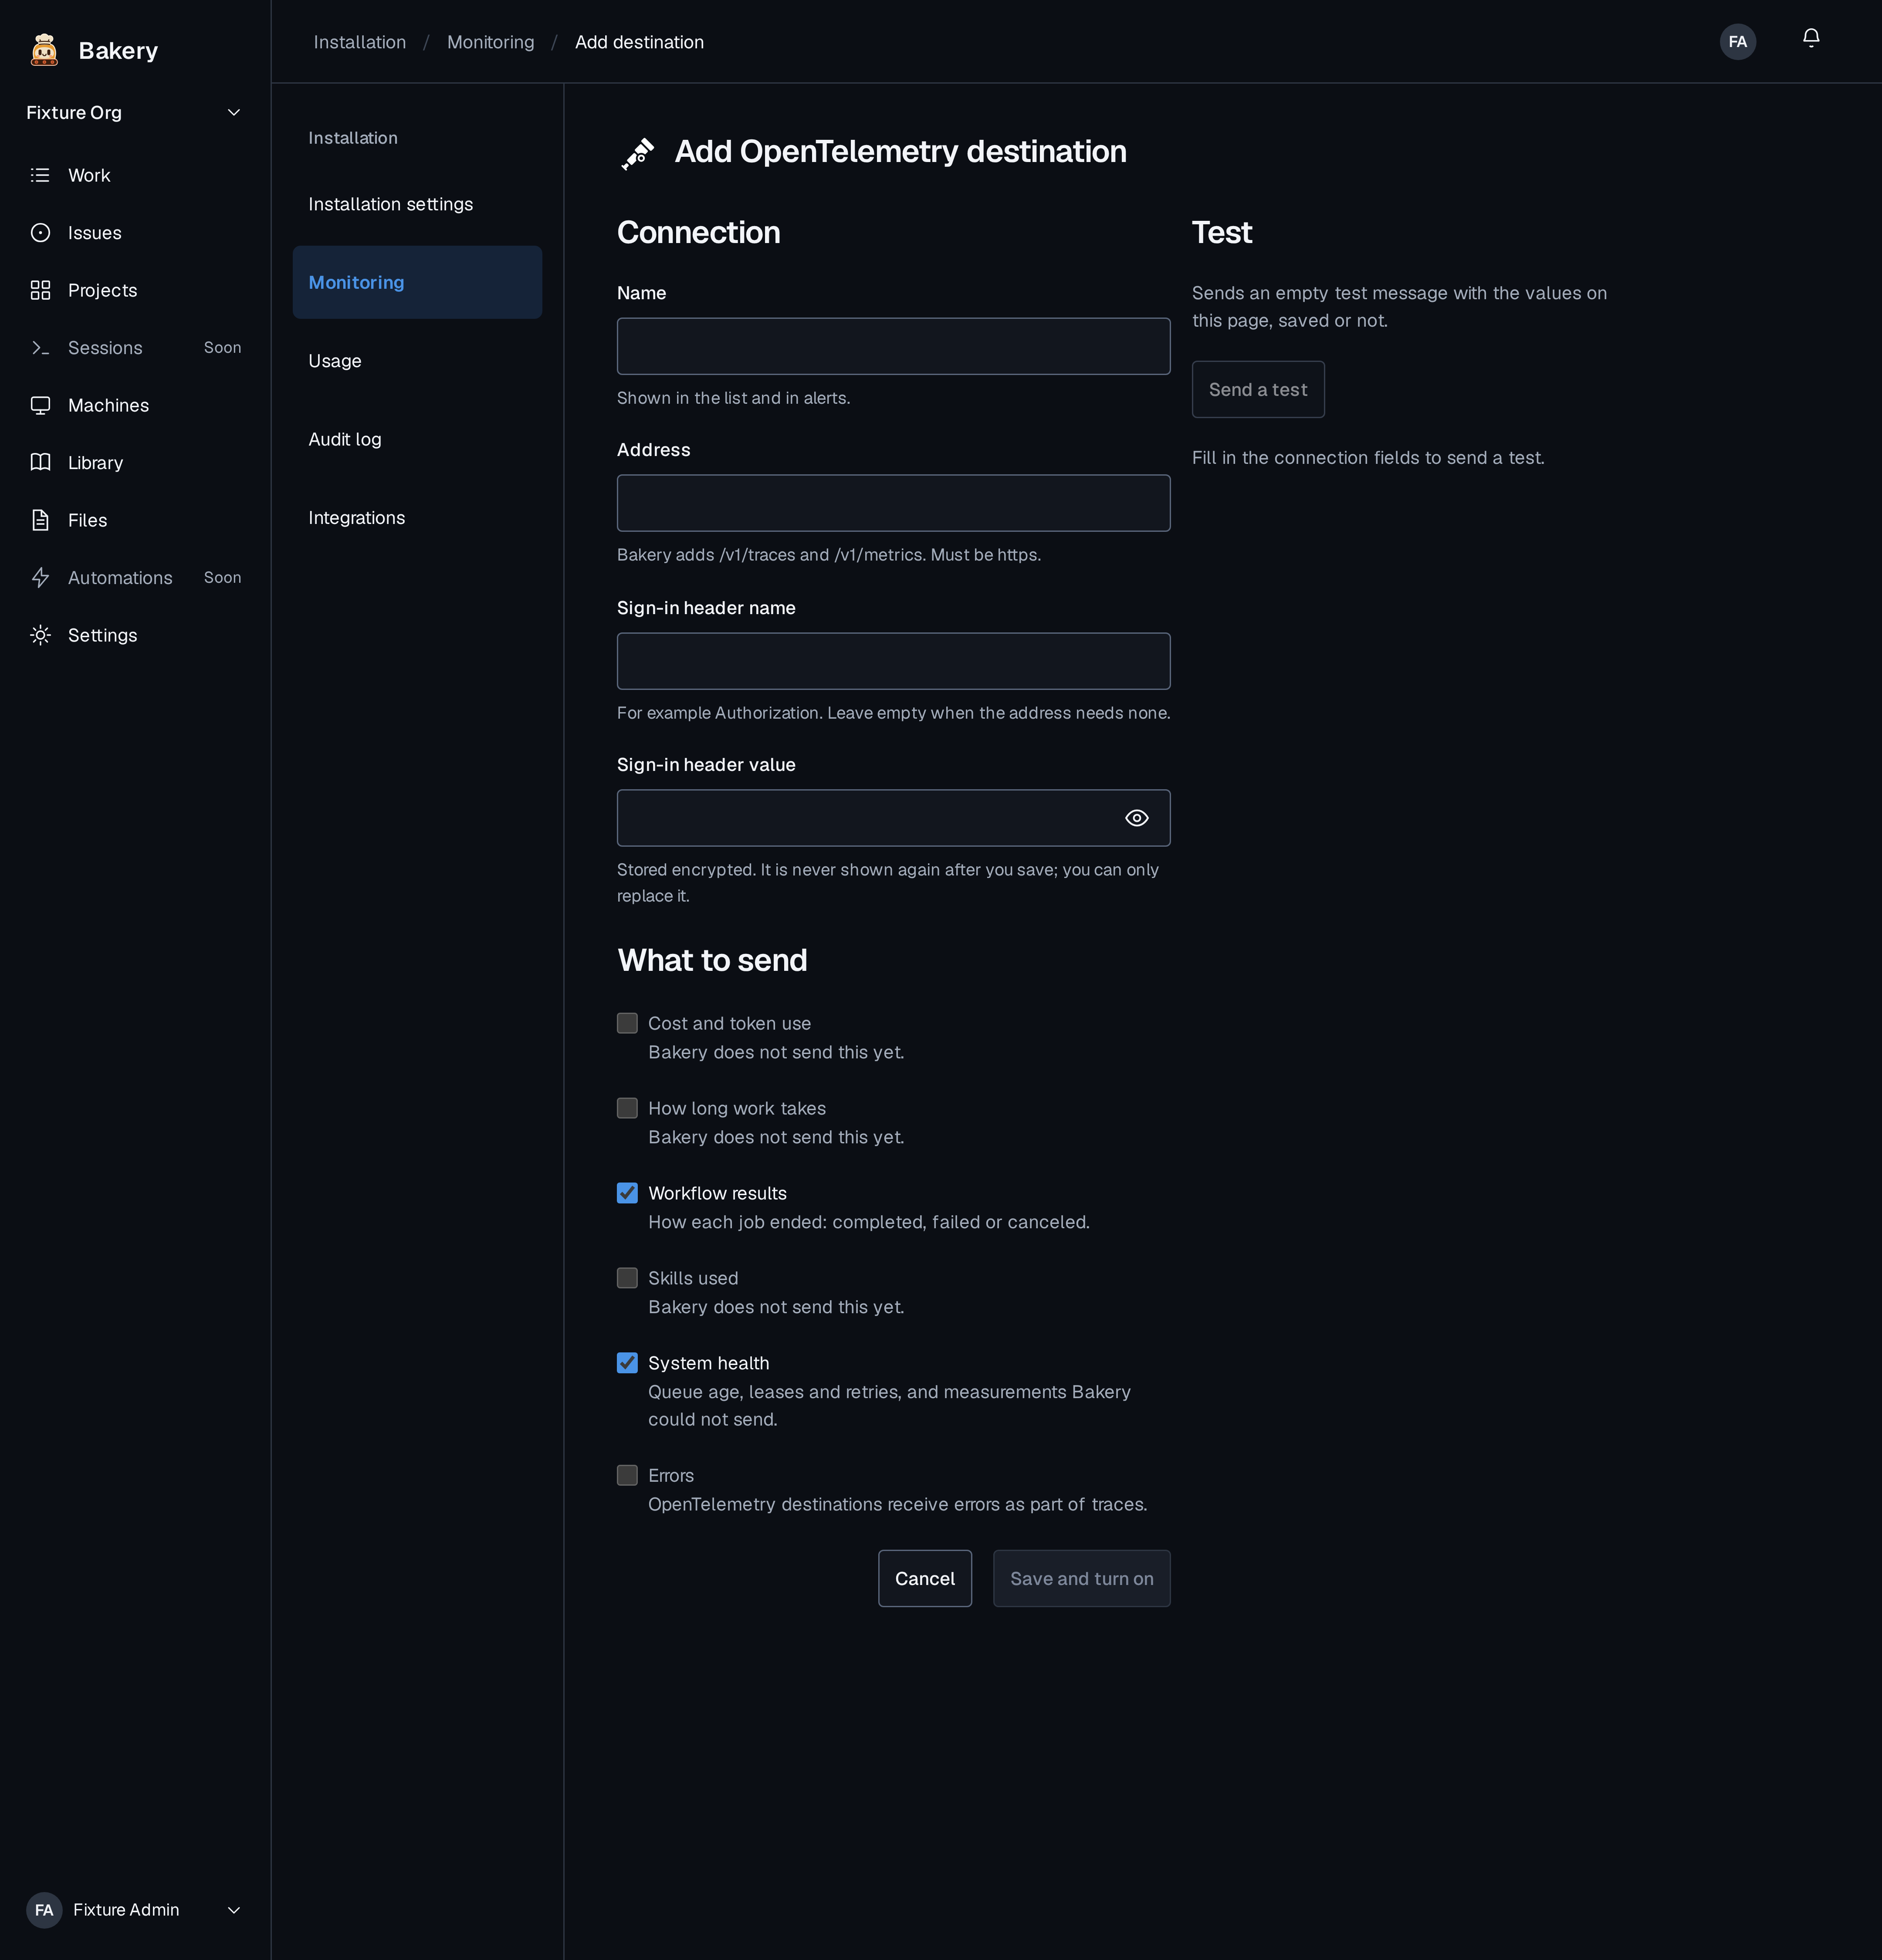 Bakery
Fixture Org
Work
Issues
Projects
Sessions Soon
Machines
Library
Files
Automations Soon
Settings
FA Fixture Admin
Installation / Monitoring / Add destination
FA
Installation
Installation settings
Monitoring
Usage
Audit log
Integrations
Add OpenTelemetry destination
Connection
Name
Shown in the list and in alerts.
Address
Bakery adds /v1/traces and /v1/metrics. Must be https.
Sign-in header name
For example Authorization. Leave empty when the address needs none.
Sign-in header value
Stored encrypted. It is never shown again after you save; you can only
replace it.
What to send
Cost and token use
Bakery does not send this yet.
How long work takes
Bakery does not send this yet.
Workflow results
How each job ended: completed, failed or canceled.
Skills used
Bakery does not send this yet.
System health
Queue age, leases and retries, and measurements Bakery
could not send.
Errors
OpenTelemetry destinations receive errors as part of traces.
Cancel
Save and turn on
Test
Sends an empty test message with the values on
this page, saved or not.
Send a test
Fill in the connection fields to send a test.